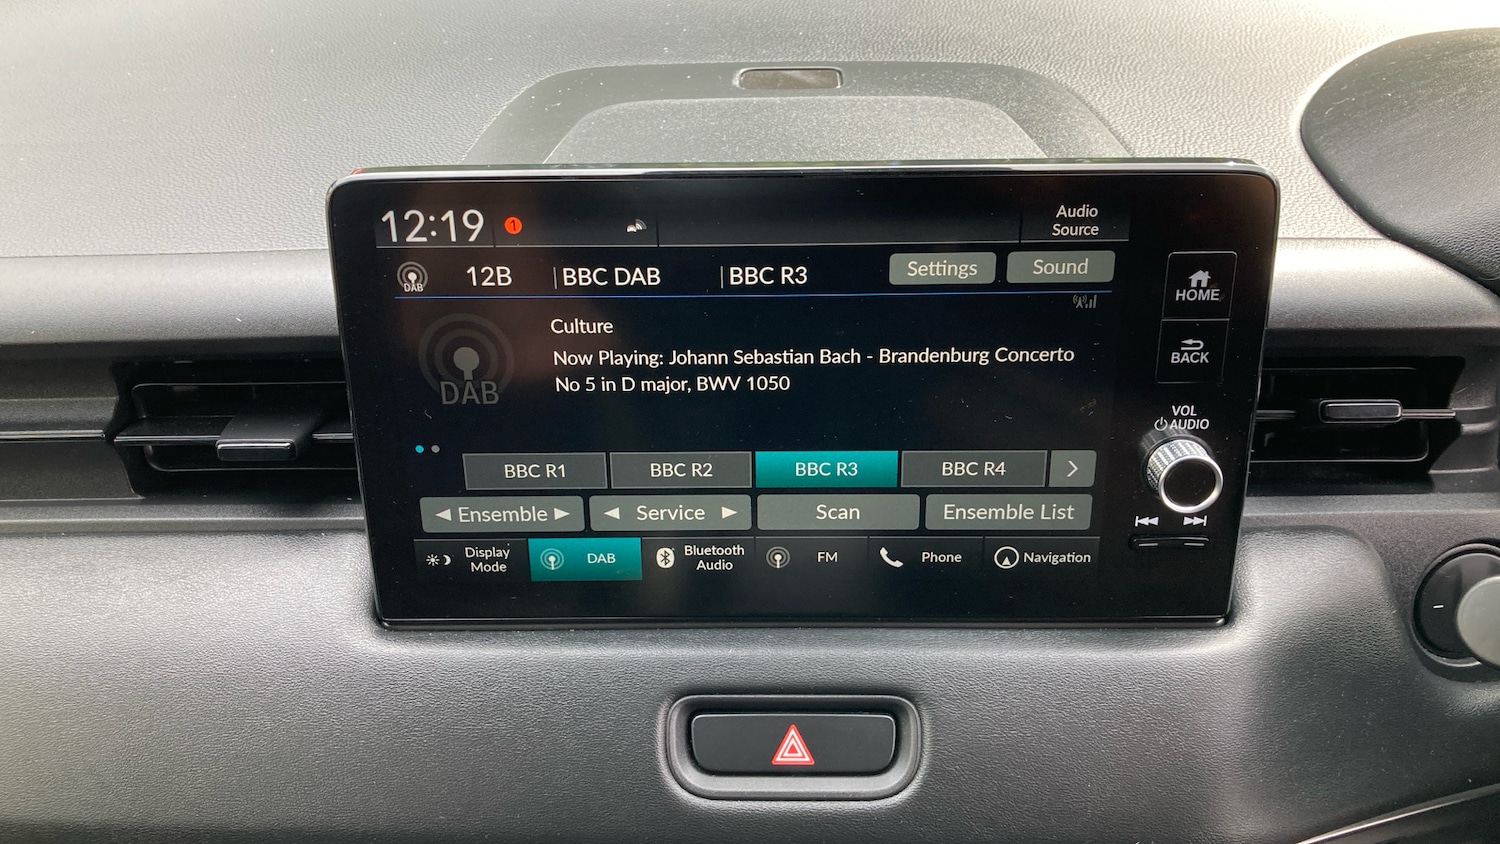 12:19 1
Audio
Source
DAB 12B BBC DAB BBC R3 Settings Sound
HOME
BACK
DAB
Culture
Now Playing: Johann Sebastian Bach - Brandenburg Concerto
No 5 in D major, BWV 1050
VOL
AUDIO
BBC R1 BBC R2 BBC R3 BBC R4
Ensemble Service Scan Ensemble List
Display
Mode
DAB
Bluetooth
Audio
FM
Phone
Navigation